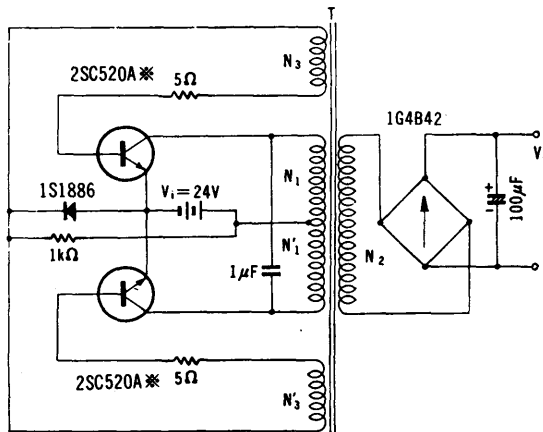 T
N₃
2SC520A※
5Ω
1G4B42
N₁
Vᵢ=24V
1S1886
V
+
-
100μF
1kΩ
N'₁
1μF
N₂
2SC520A※
5Ω
N'₃